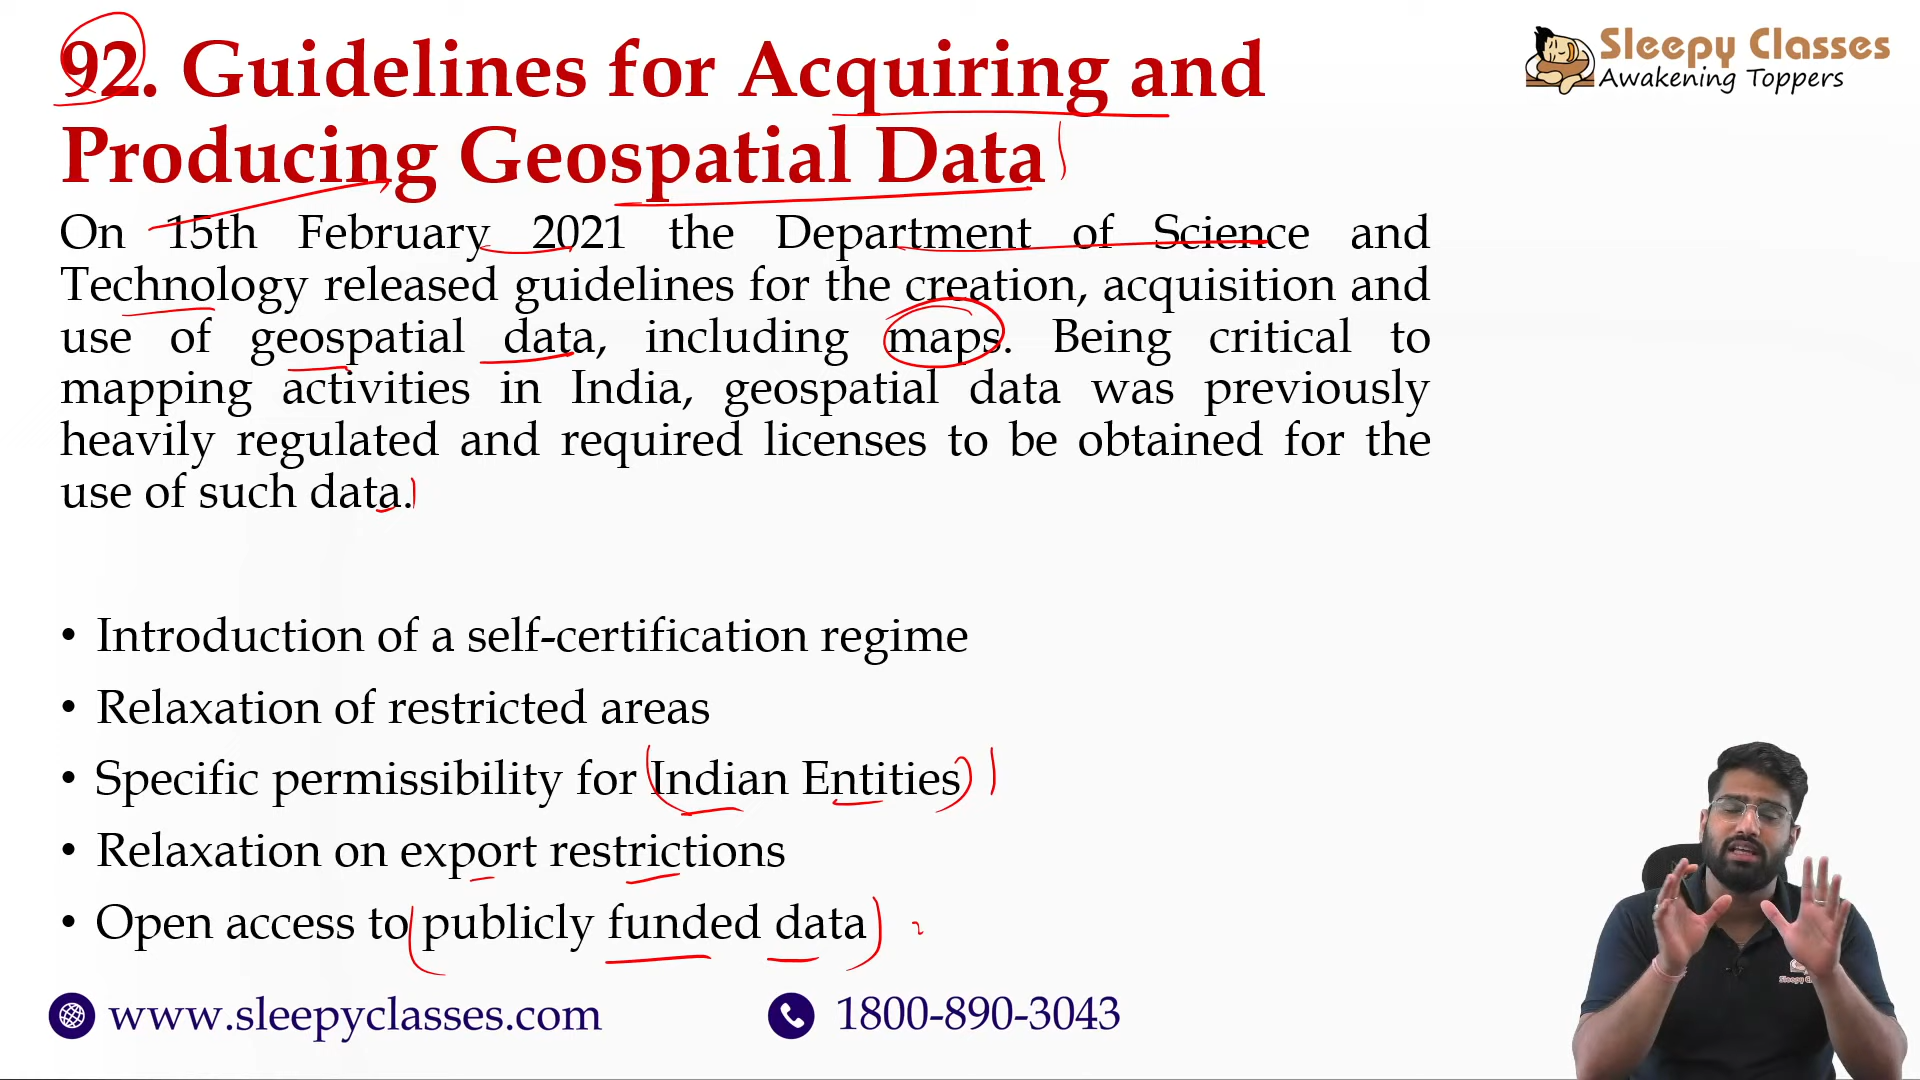 92. Guidelines for Acquiring and
Producing Geospatial Data
Sleepy Classes
Awakening Toppers
On 15th February 2021 the Department of Science and
Technology released guidelines for the creation, acquisition and
use of geospatial data, including maps. Being critical to
mapping activities in India, geospatial data was previously
heavily regulated and required licenses to be obtained for the
use of such data.
• Introduction of a self-certification regime
• Relaxation of restricted areas
• Specific permissibility for Indian Entities
• Relaxation on export restrictions
• Open access to publicly funded data
www.sleepyclasses.com
1800-890-3043